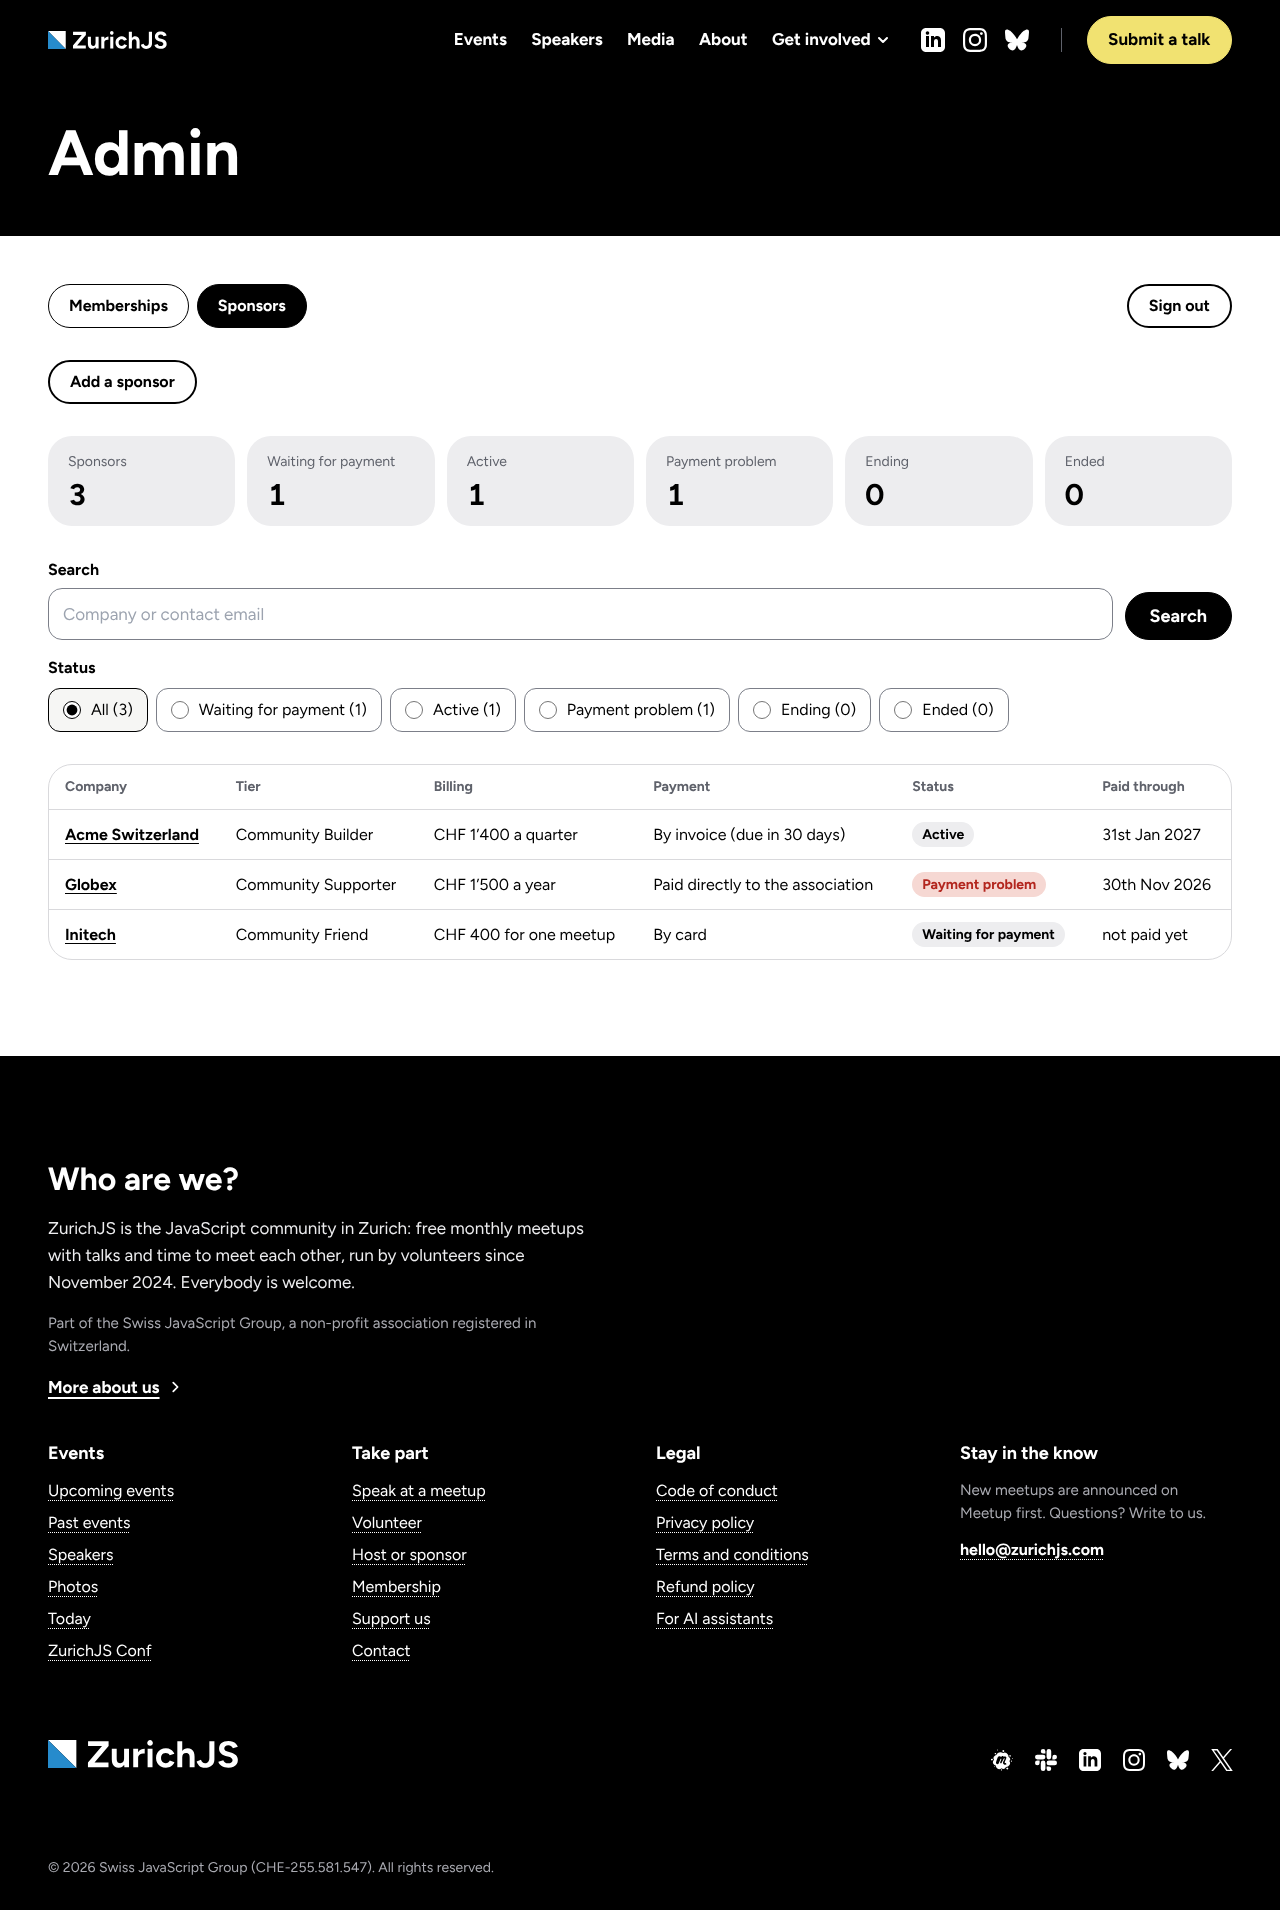 ZurichJS
Events Speakers Media About Get involved Submit a talk
Admin
Memberships Sponsors Sign out
Add a sponsor
Sponsors Waiting for payment Active Payment problem Ending Ended
3 1 1 1 0 0
Search
Company or contact email Search
Status
All (3) Waiting for payment (1) Active (1) Payment problem (1) Ending (0) Ended (0)
Company Tier Billing Payment Status Paid through
Acme Switzerland Community Builder CHF 1’400 a quarter By invoice (due in 30 days) Active 31st Jan 2027
Globex Community Supporter CHF 1’500 a year Paid directly to the association Payment problem 30th Nov 2026
Initech Community Friend CHF 400 for one meetup By card Waiting for payment not paid yet
Who are we?
ZurichJS is the JavaScript community in Zurich: free monthly meetups
with talks and time to meet each other, run by volunteers since
November 2024. Everybody is welcome.
Part of the Swiss JavaScript Group, a non-profit association registered in
Switzerland.
More about us
Events
Upcoming events
Past events
Speakers
Photos
Today
ZurichJS Conf
Take part
Speak at a meetup
Volunteer
Host or sponsor
Membership
Support us
Contact
Legal
Code of conduct
Privacy policy
Terms and conditions
Refund policy
For AI assistants
Stay in the know
New meetups are announced on
Meetup first. Questions? Write to us.
hello@zurichjs.com
ZurichJS
© 2026 Swiss JavaScript Group (CHE-255.581.547). All rights reserved.